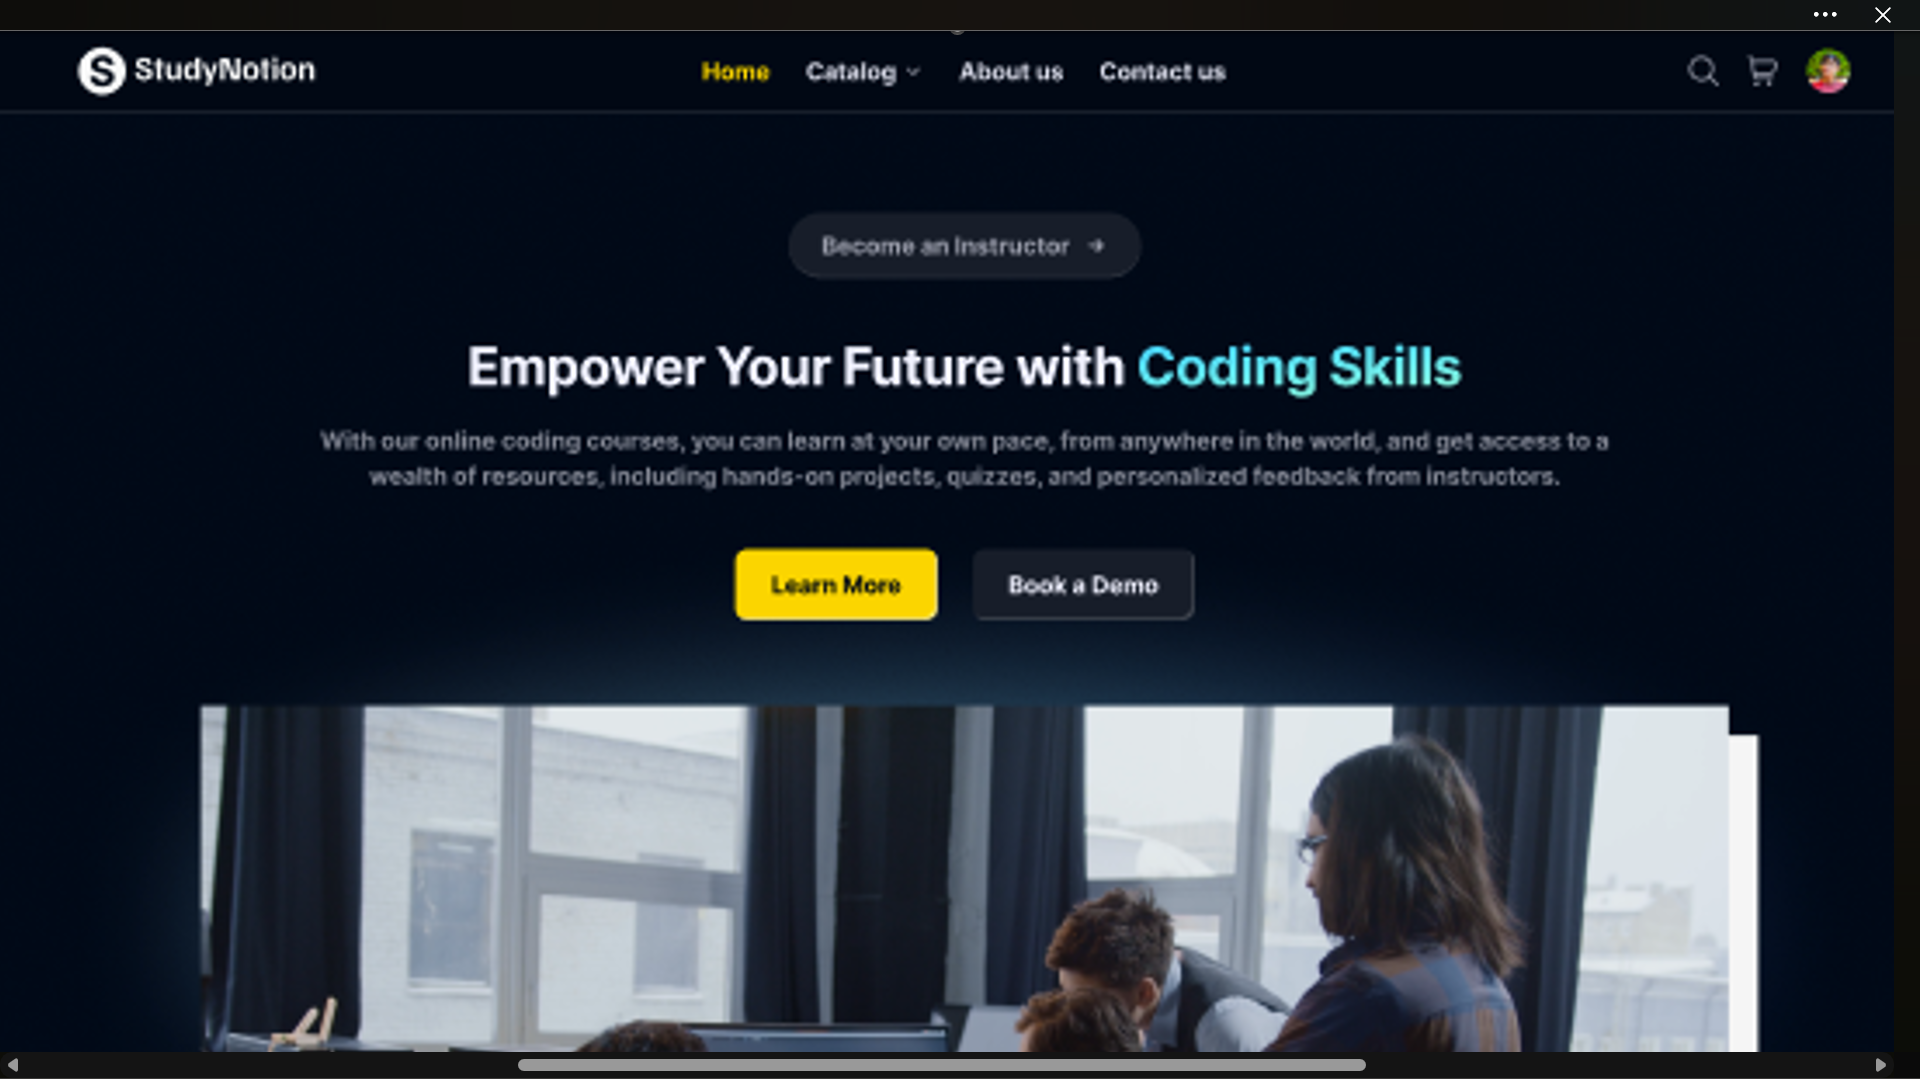 StudyNotion
Home Catalog About us Contact us
Become an Instructor →
Empower Your Future with Coding Skills
With our online coding courses, you can learn at your own pace, from anywhere in the world, and get access to a
wealth of resources, including hands-on projects, quizzes, and personalized feedback from instructors.
Learn More Book a Demo